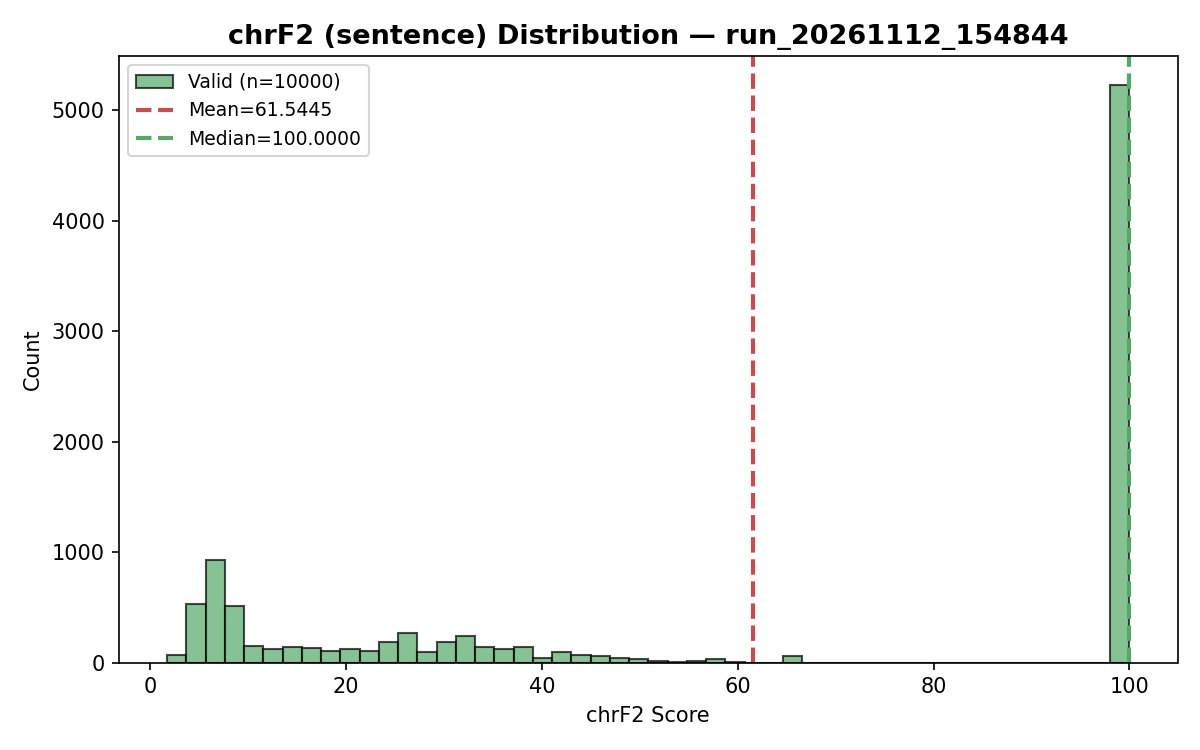 chrF2 (sentence) Distribution — run_20261112_154844
Valid (n=10000)
Mean=61.5445
Median=100.0000
5000
4000
3000
2000
1000
0
Count
0 20 40 60 80 100
chrF2 Score